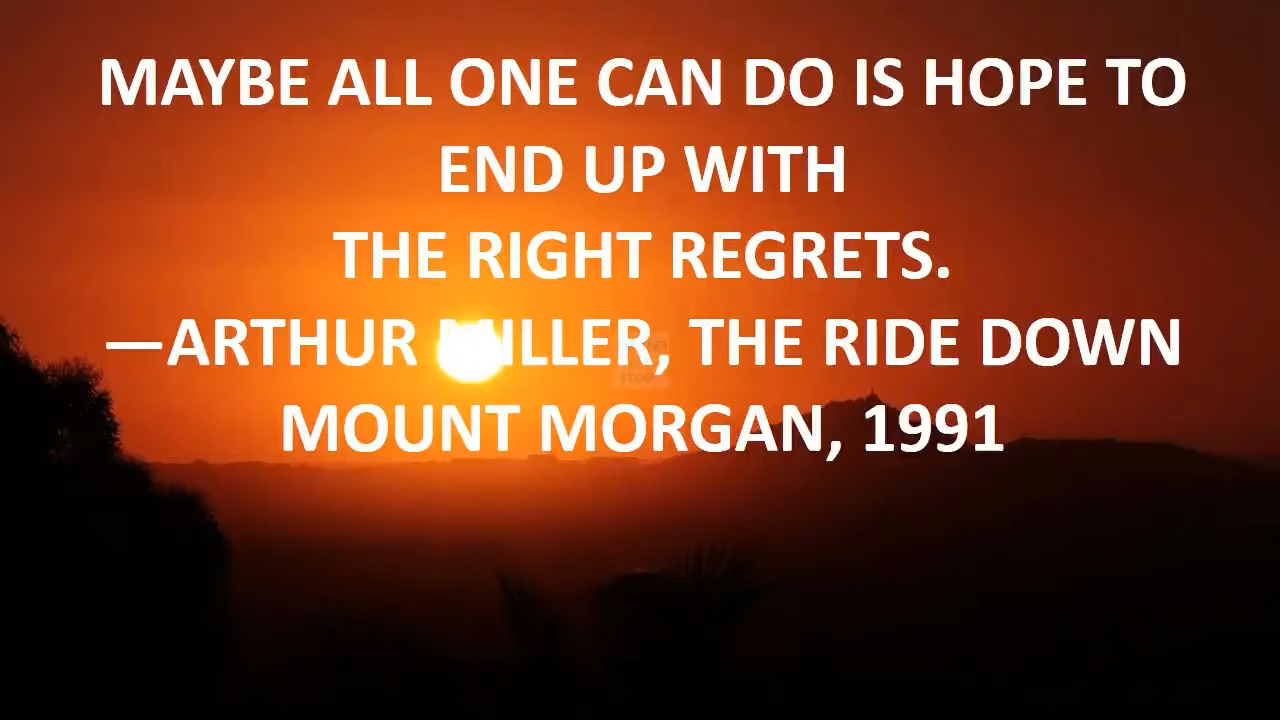 MAYBE ALL ONE CAN DO IS HOPE TO
END UP WITH
THE RIGHT REGRETS.
—ARTHUR MILLER, THE RIDE DOWN
MOUNT MORGAN, 1991